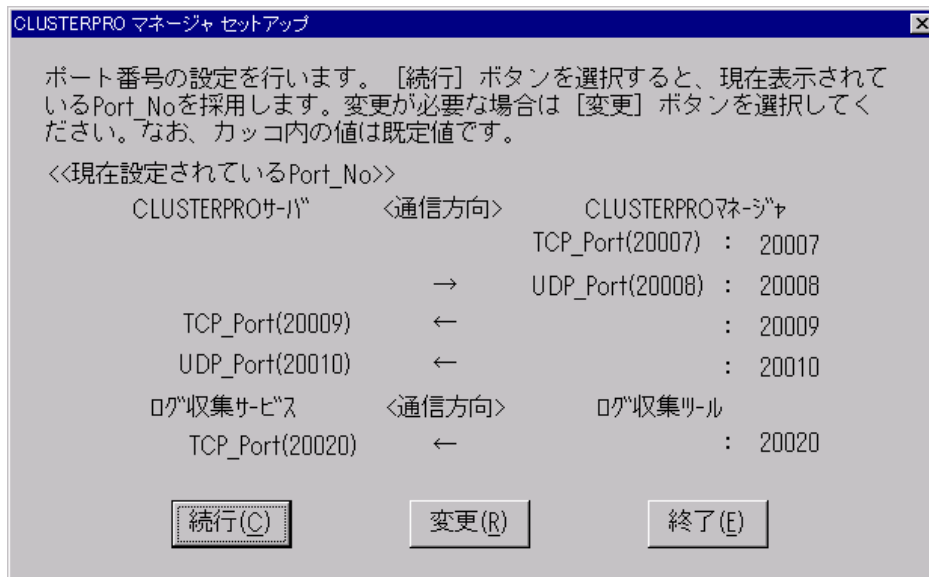 CLUSTERPRO マネージャ セットアップ
ポート番号の設定を行います。［続行］ボタンを選択すると、現在表示されて
いるPort_Noを採用します。変更が必要な場合は［変更］ボタンを選択してく
ださい。なお、カッコ内の値は既定値です。
<<現在設定されているPort_No>>
CLUSTERPROｻｰﾊﾞ <通信方向> CLUSTERPROﾏﾈｰｼﾞｬ
TCP_Port(20007) : 20007
→ UDP_Port(20008) : 20008
TCP_Port(20009) ← : 20009
UDP_Port(20010) ← : 20010
ﾛｸﾞ収集ｻｰﾋﾞｽ <通信方向> ﾛｸﾞ収集ﾂｰﾙ
TCP_Port(20020) ← : 20020
続行(C) 変更(R) 終了(E)